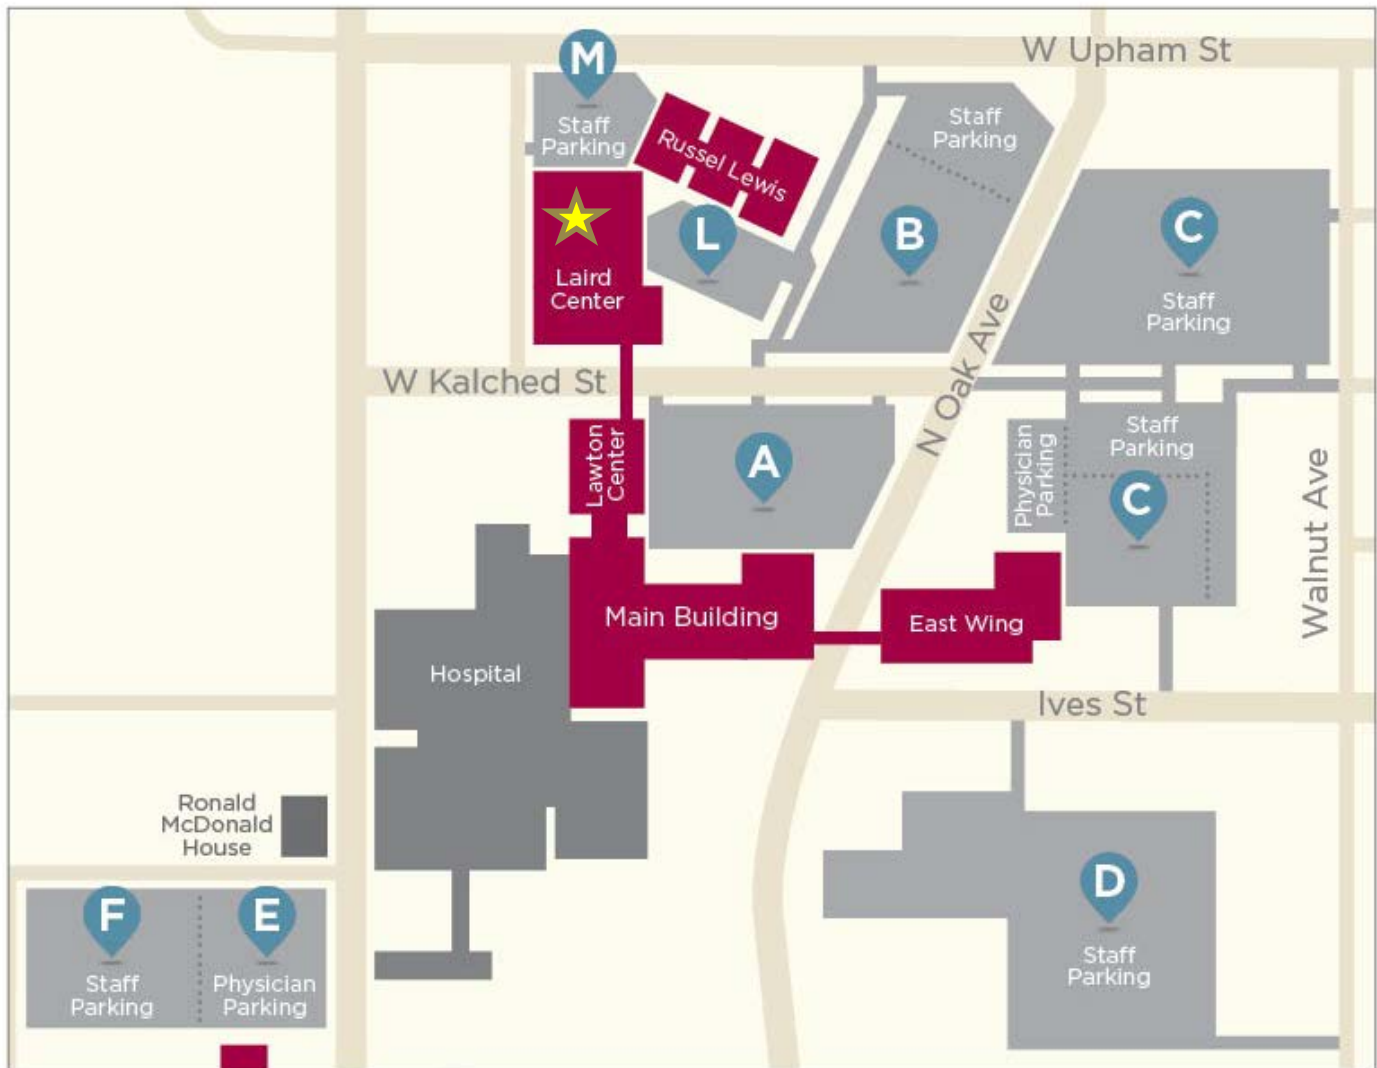 W Upham St
M
Staff
Parking
Russel Lewis
Staff
Parking
L
B
C
Staff
Parking
Laird
Center
W Kalched St
N Oak Ave
Lawton
Center
A
Physician
Parking
Staff
Parking
C
Walnut Ave
Main Building
East Wing
Hospital
Ives St
Ronald
McDonald
House
F
Staff
Parking
E
Physician
Parking
D
Staff
Parking